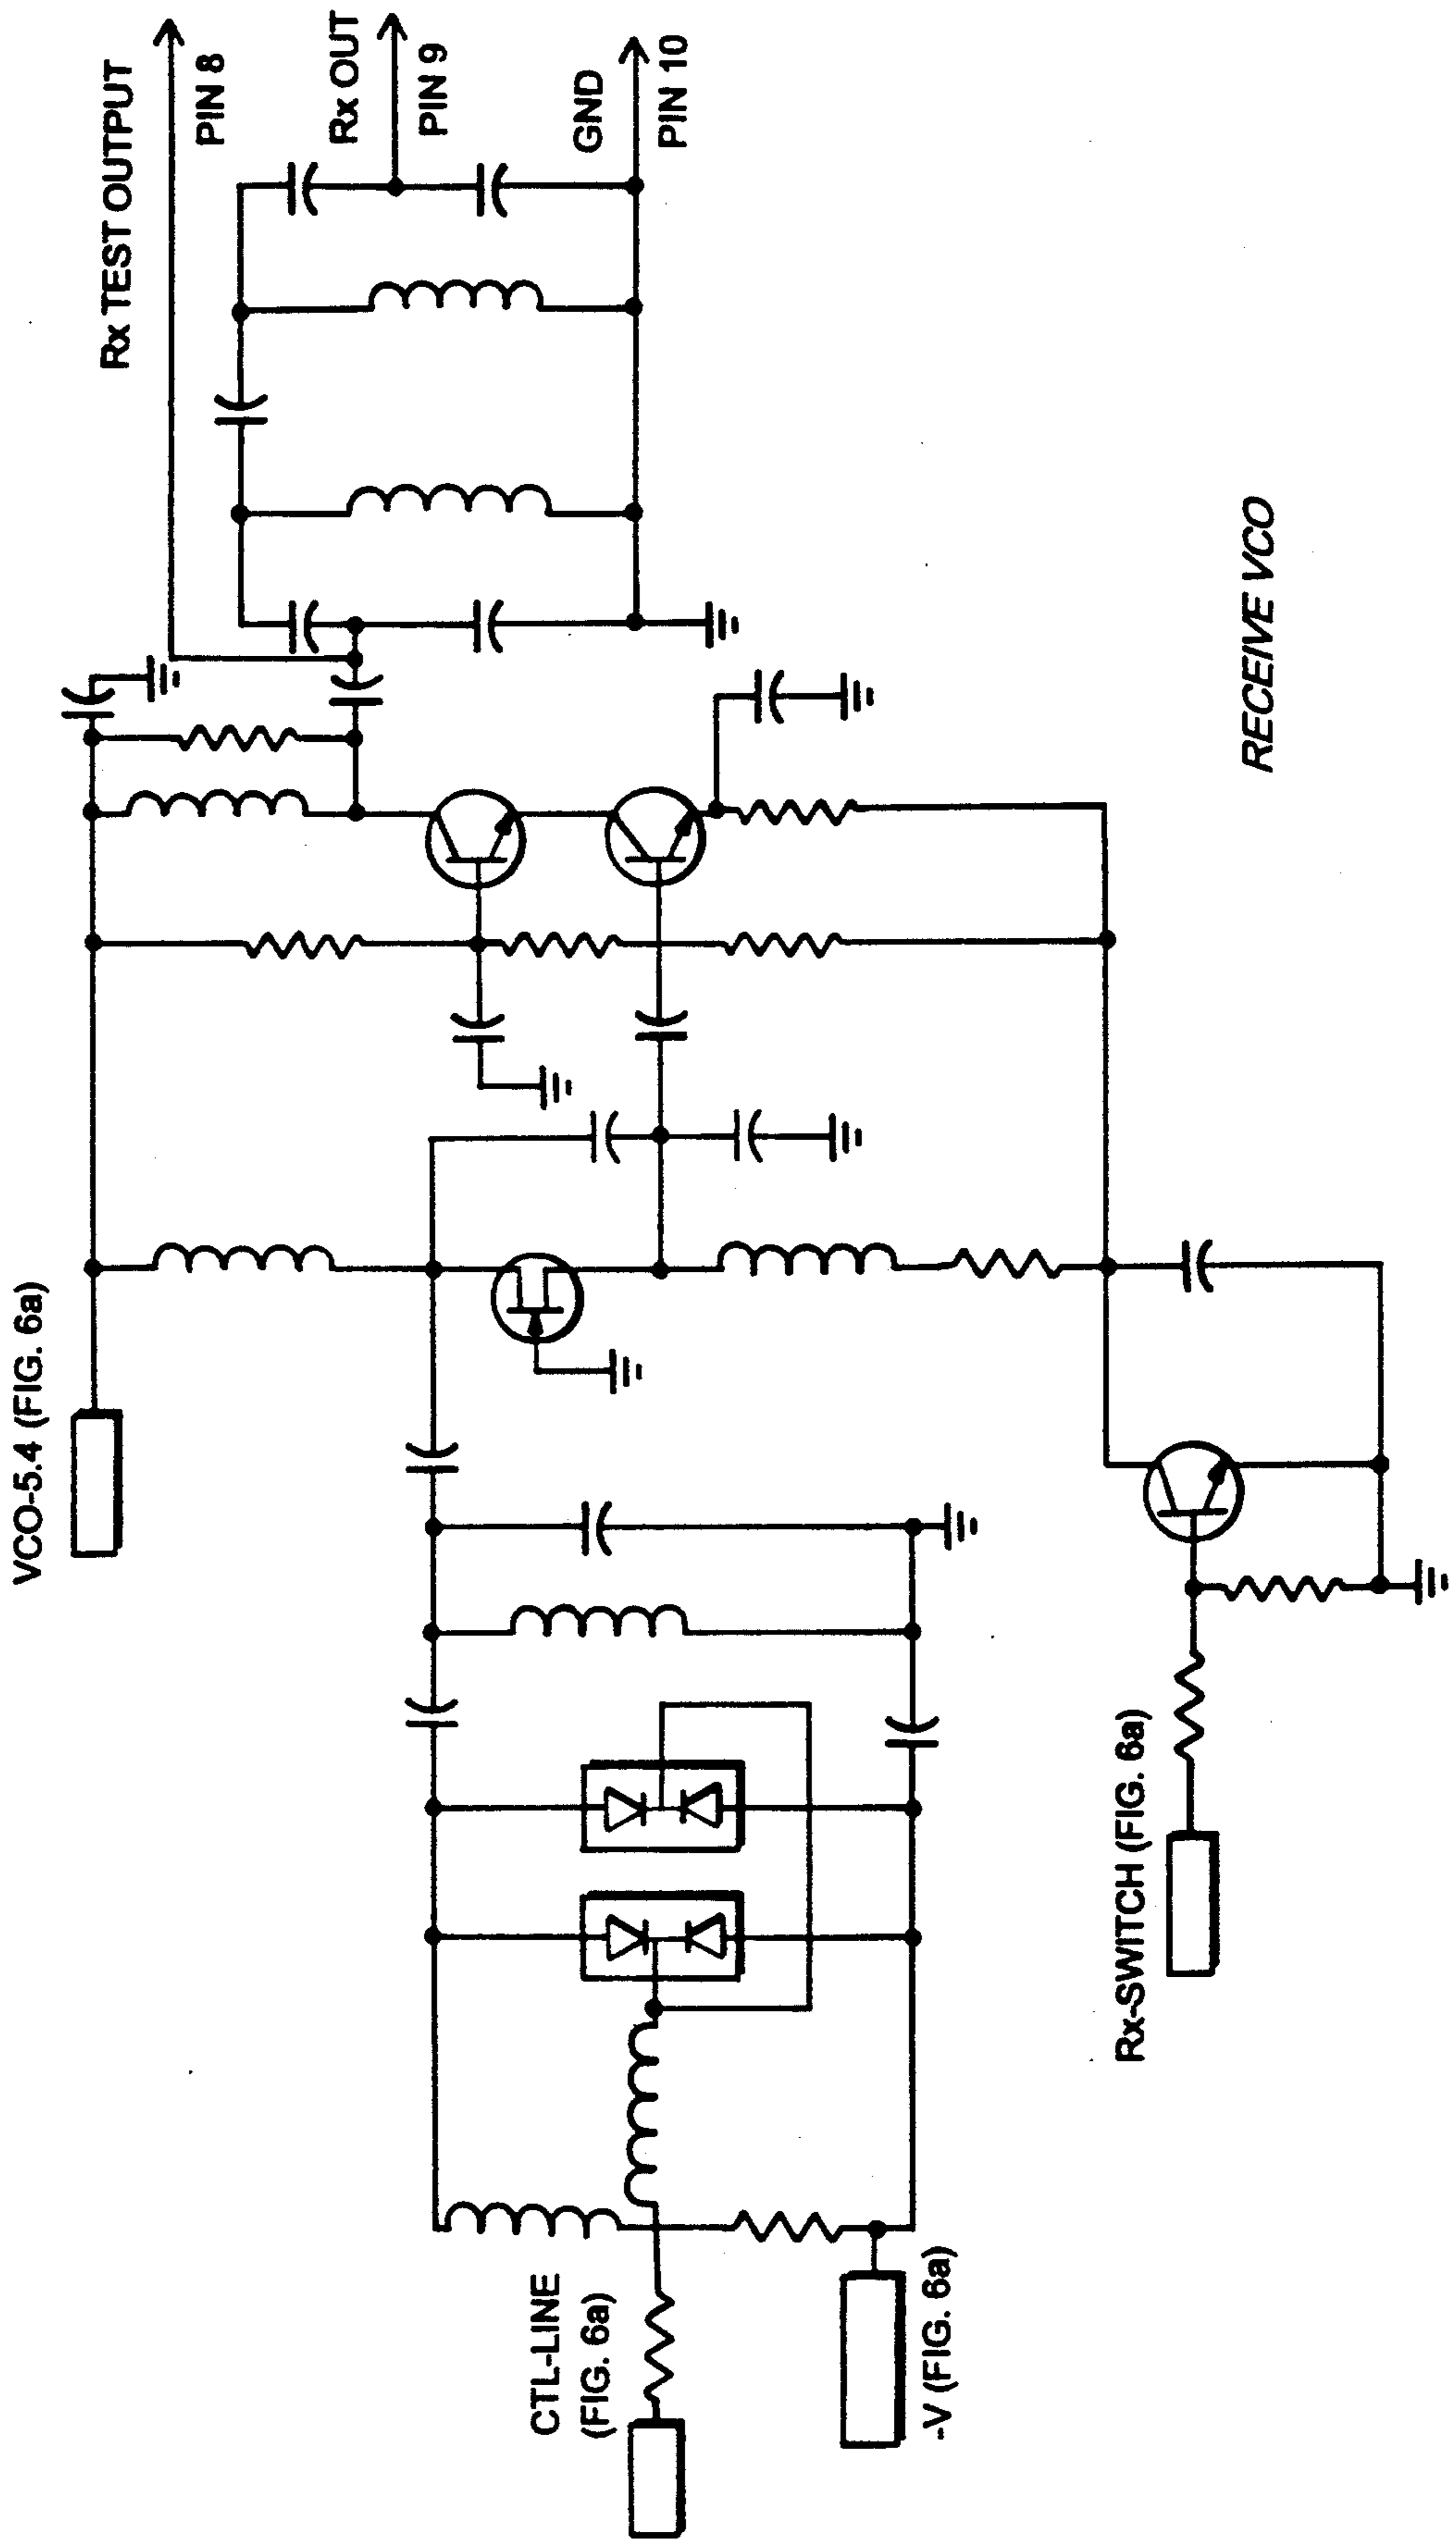 VCO-5.4 (FIG. 6a)
Rx TEST OUTPUT
PIN 8
Rx OUT
PIN 9
GND
PIN 10
CTL-LINE
(FIG. 6a)
-V (FIG. 6a)
Rx-SWITCH (FIG. 6a)
RECEIVE VCO